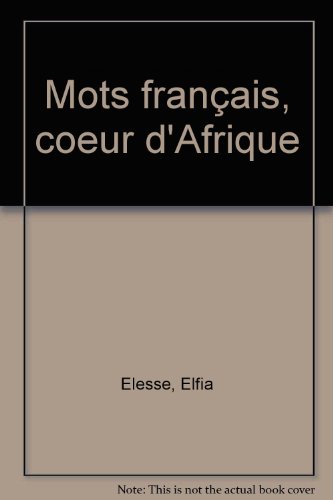 Mots français,
coeur d'Afrique
Elesse, Elfia
Note: This is not the actual book cover